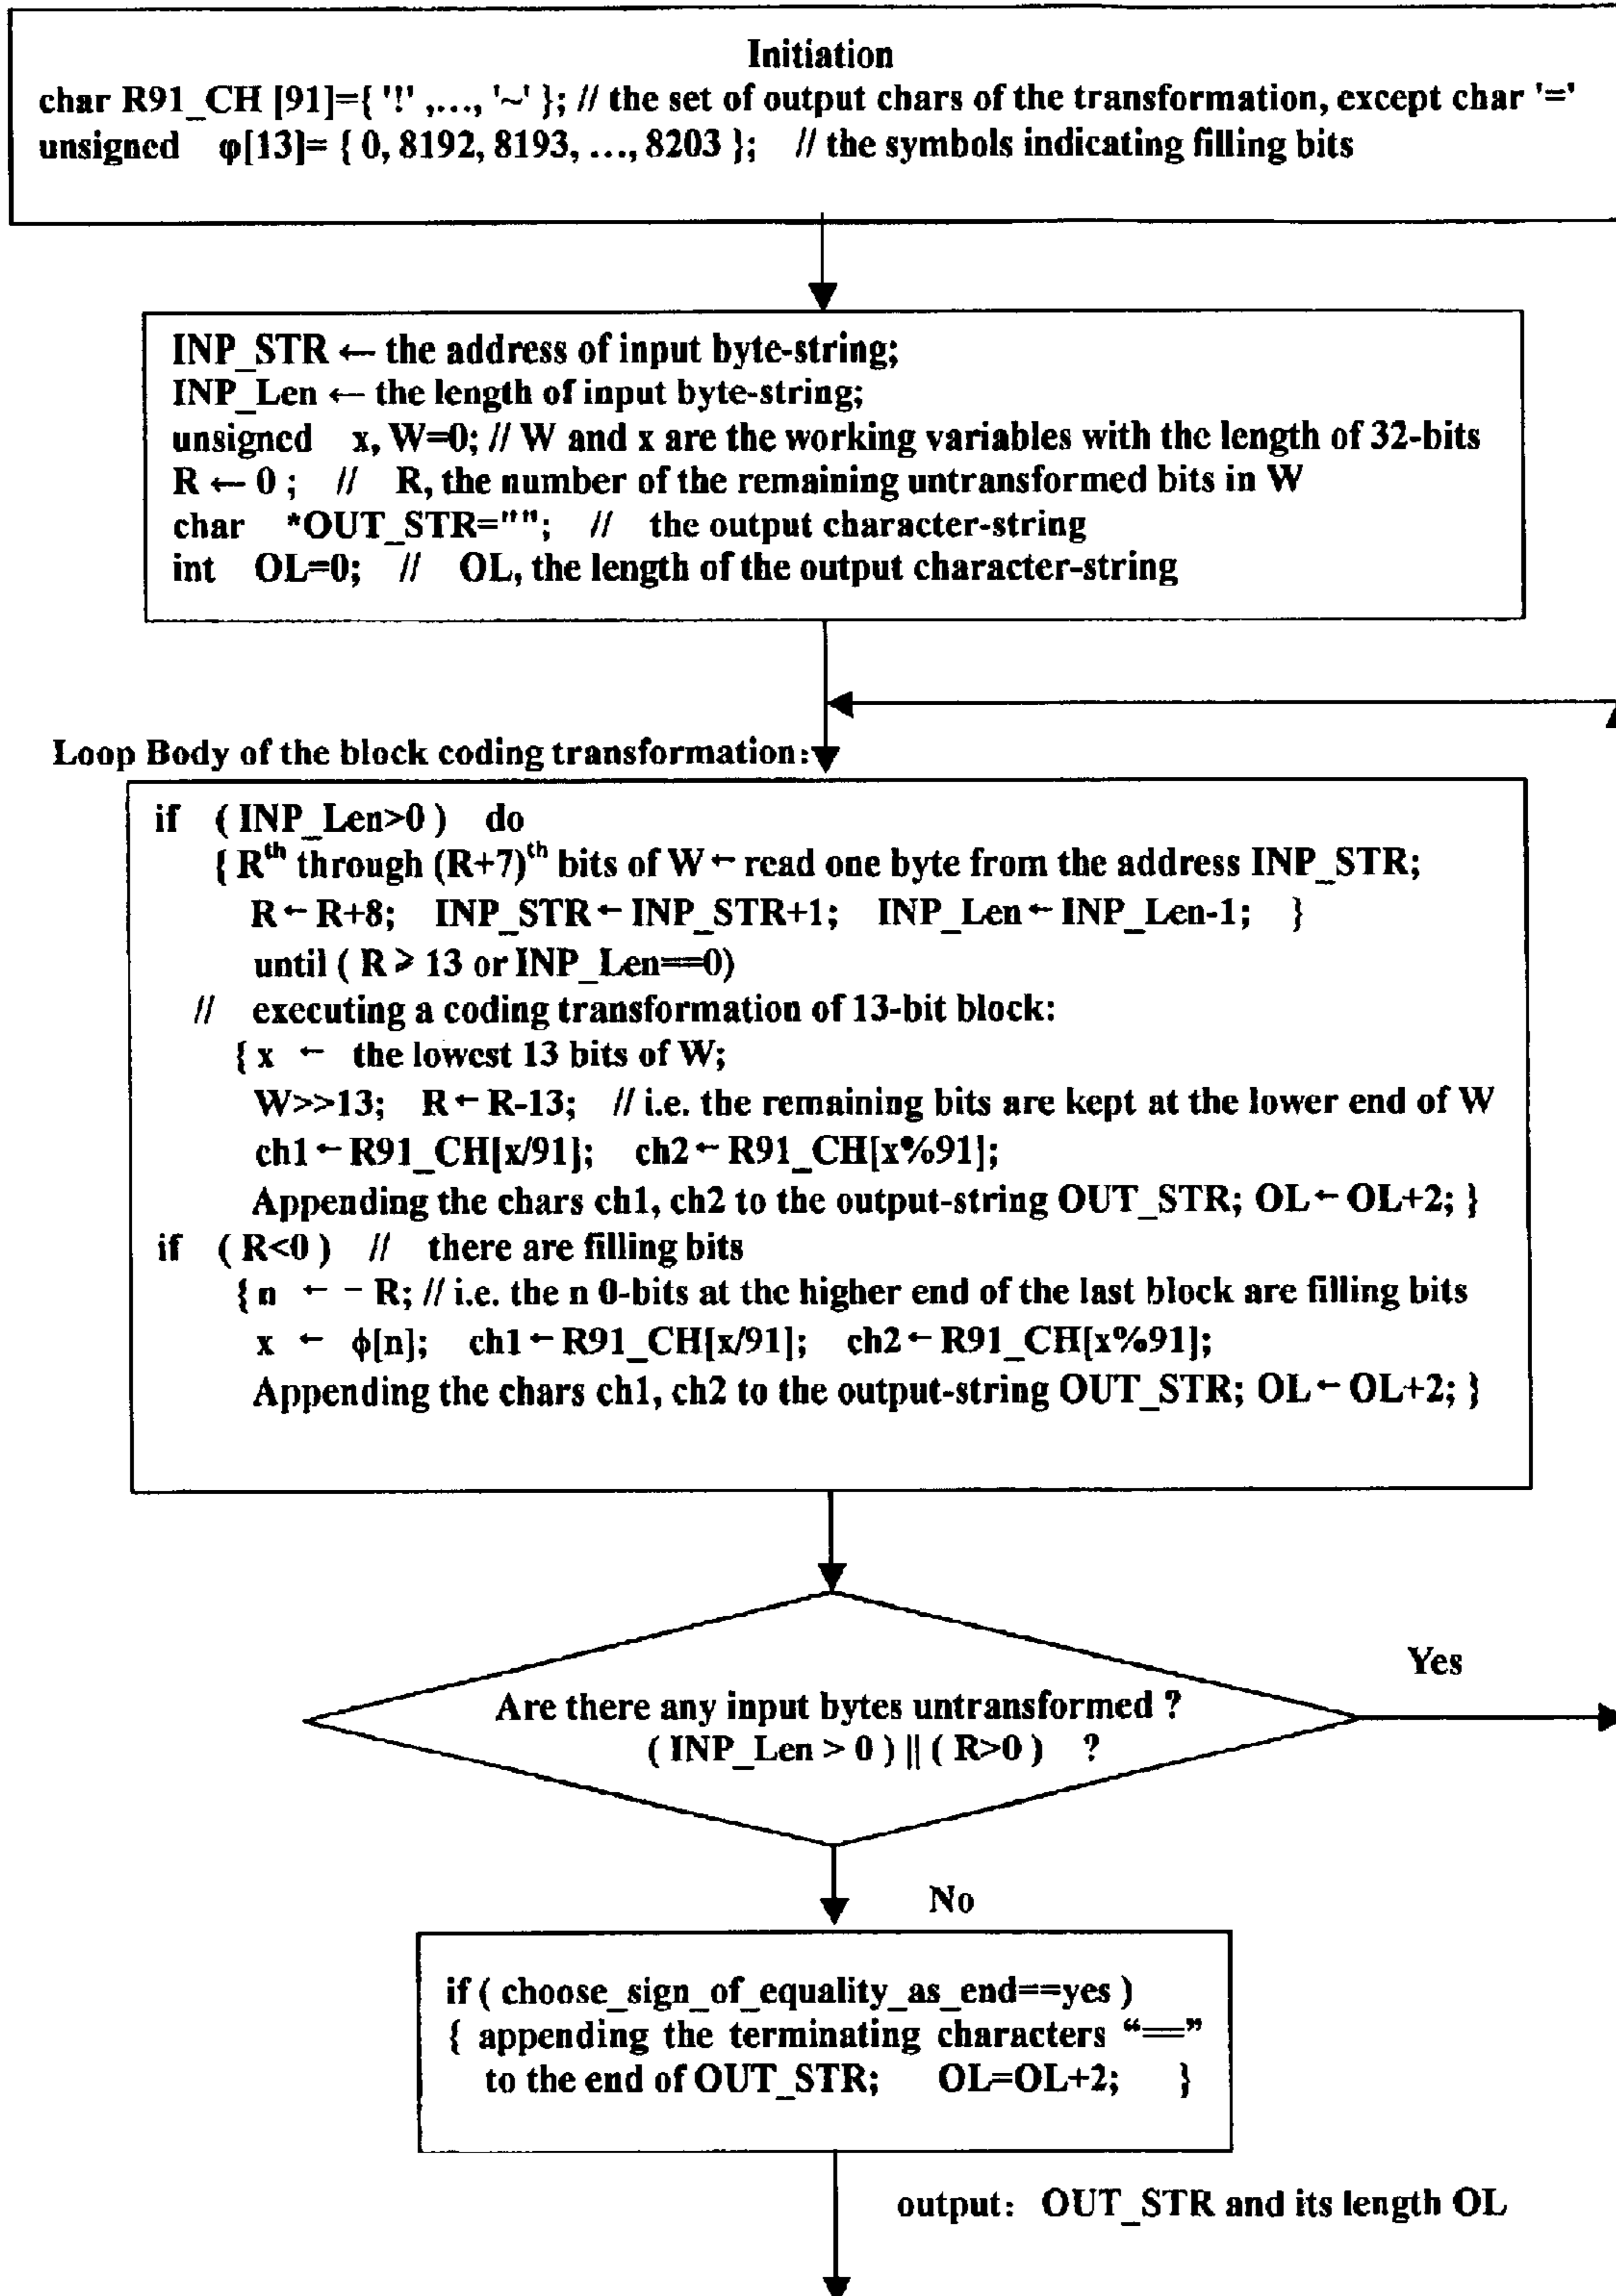 Initiation
char R91_CH [91]={ '!' ,..., '~' }; // the set of output chars of the transformation, except char '='
unsigned φ[13]= { 0, 8192, 8193, ..., 8203 }; // the symbols indicating filling bits
INP_STR ← the address of input byte-string;
INP_Len ← the length of input byte-string;
unsigned x, W=0; // W and x are the working variables with the length of 32-bits
R ← 0 ; // R, the number of the remaining untransformed bits in W
char *OUT_STR=""; // the output character-string
int OL=0; // OL, the length of the output character-string
Loop Body of the block coding transformation:
if ( INP_Len>0 ) do
{ Rth through (R+7)th bits of W ← read one byte from the address INP_STR;
R ← R+8; INP_STR ← INP_STR+1; INP_Len ← INP_Len-1; }
until ( R ⩾ 13 or INP_Len==0)
// executing a coding transformation of 13-bit block:
{ x ← the lowest 13 bits of W;
W>>13; R ← R-13; // i.e. the remaining bits are kept at the lower end of W
ch1 ← R91_CH[x/91]; ch2 ← R91_CH[x%91];
Appending the chars ch1, ch2 to the output-string OUT_STR; OL ← OL+2; }
if ( R<0 ) // there are filling bits
{ n ← − R; // i.e. the n 0-bits at the higher end of the last block are filling bits
x ← ϕ[n]; ch1 ← R91_CH[x/91]; ch2 ← R91_CH[x%91];
Appending the chars ch1, ch2 to the output-string OUT_STR; OL ← OL+2; }
Are there any input bytes untransformed ?
( INP_Len > 0 ) || ( R>0 ) ?
Yes
No
if ( choose_sign_of_equality_as_end==yes )
{ appending the terminating characters “==”
to the end of OUT_STR; OL=OL+2; }
output: OUT_STR and its length OL